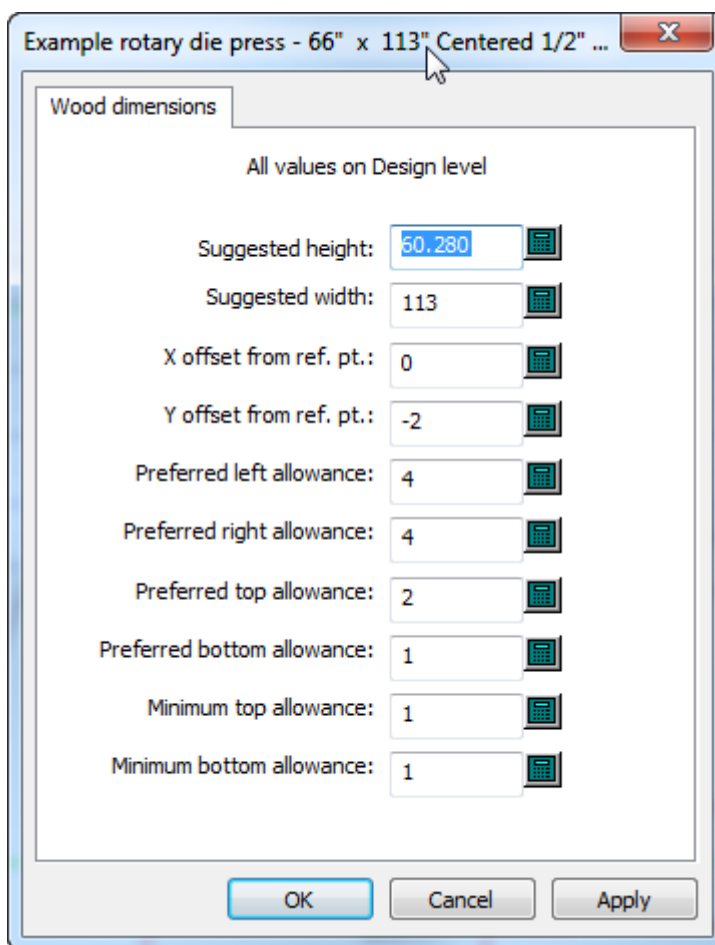 Example rotary die press - 66" x 113" Centered 1/2" ...
Wood dimensions
All values on Design level
Suggested height: 60.280
Suggested width: 113
X offset from ref. pt.: 0
Y offset from ref. pt.: -2
Preferred left allowance: 4
Preferred right allowance: 4
Preferred top allowance: 2
Preferred bottom allowance: 1
Minimum top allowance: 1
Minimum bottom allowance: 1
OK Cancel Apply